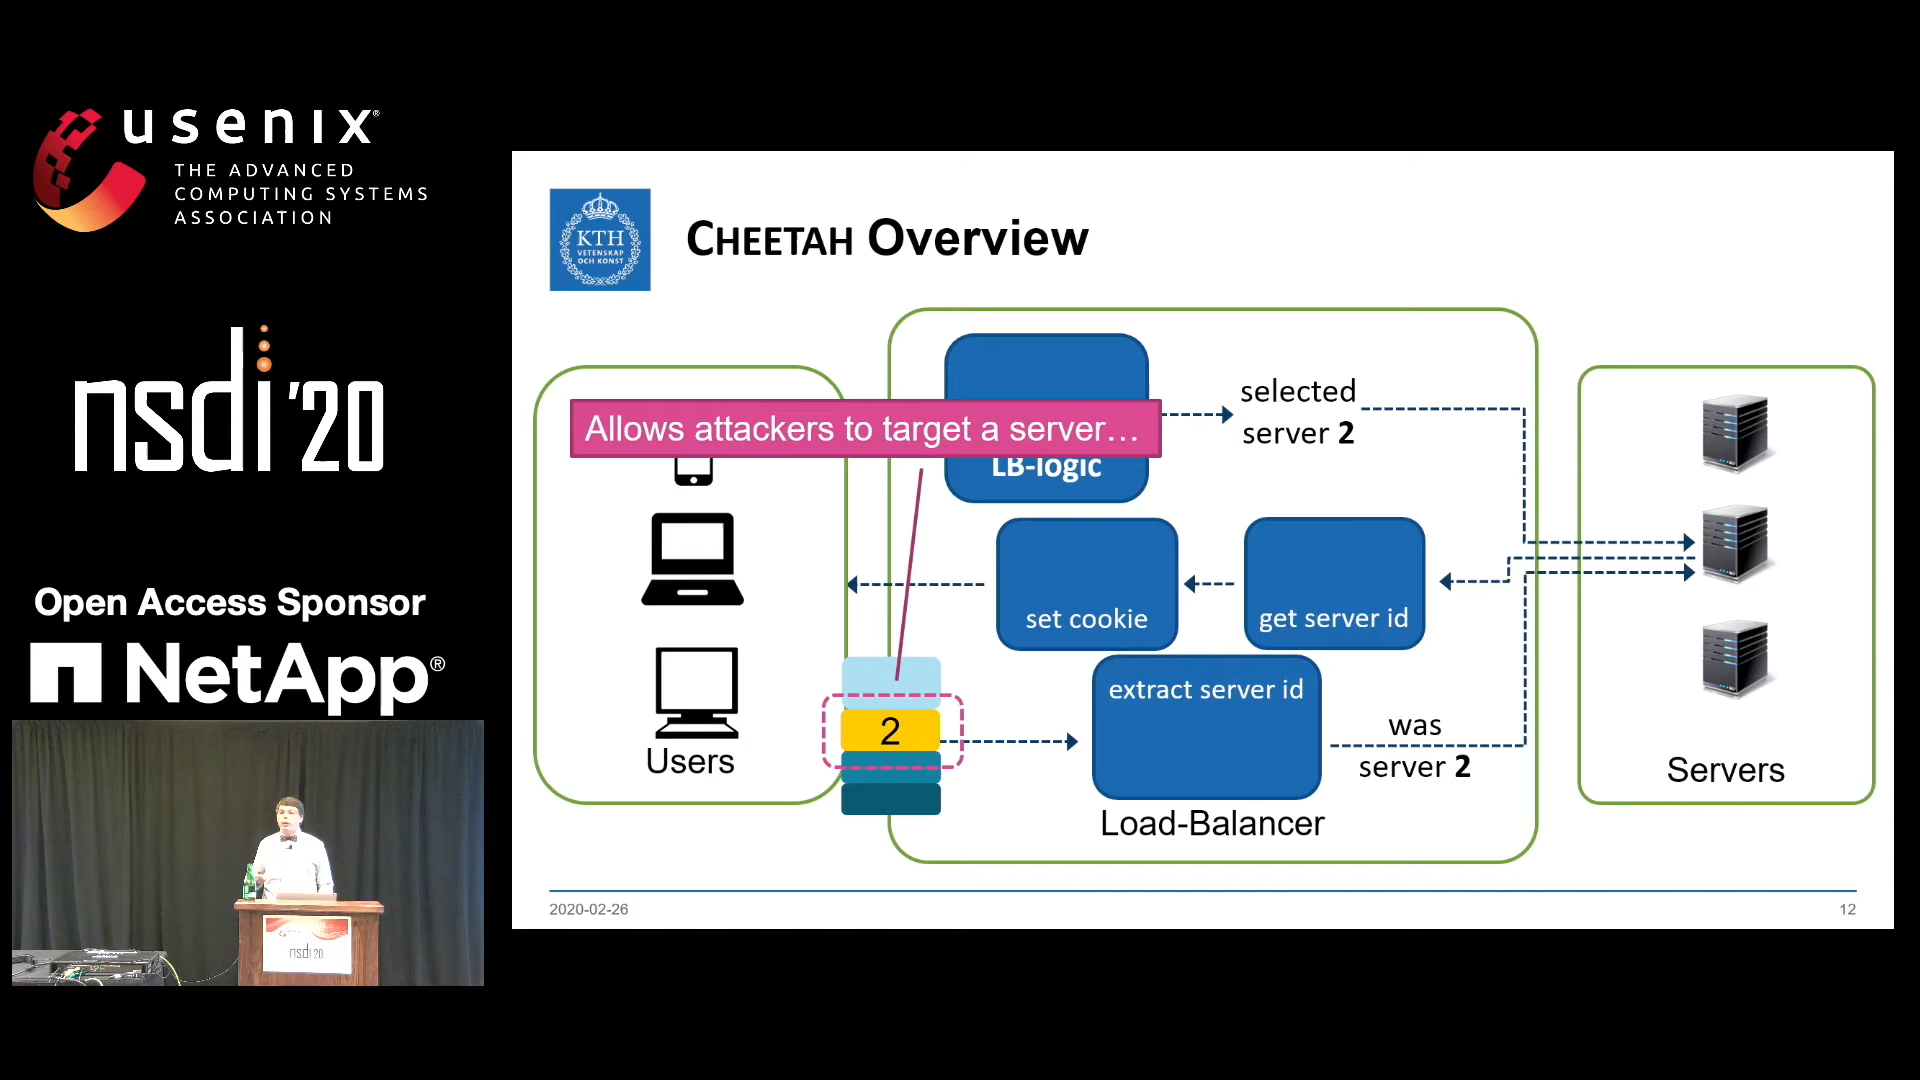 usenix®
THE ADVANCED
COMPUTING SYSTEMS
ASSOCIATION
nsdi '20
Open Access Sponsor
NetApp®
nsdi 20
KTH
VETENSKAP
OCH KONST
CHEETAH Overview
Allows attackers to target a server…
LB-logic
selected
server 2
set cookie
get server id
extract server id
2
was
server 2
Users
Load-Balancer
Servers
2020-02-26
12